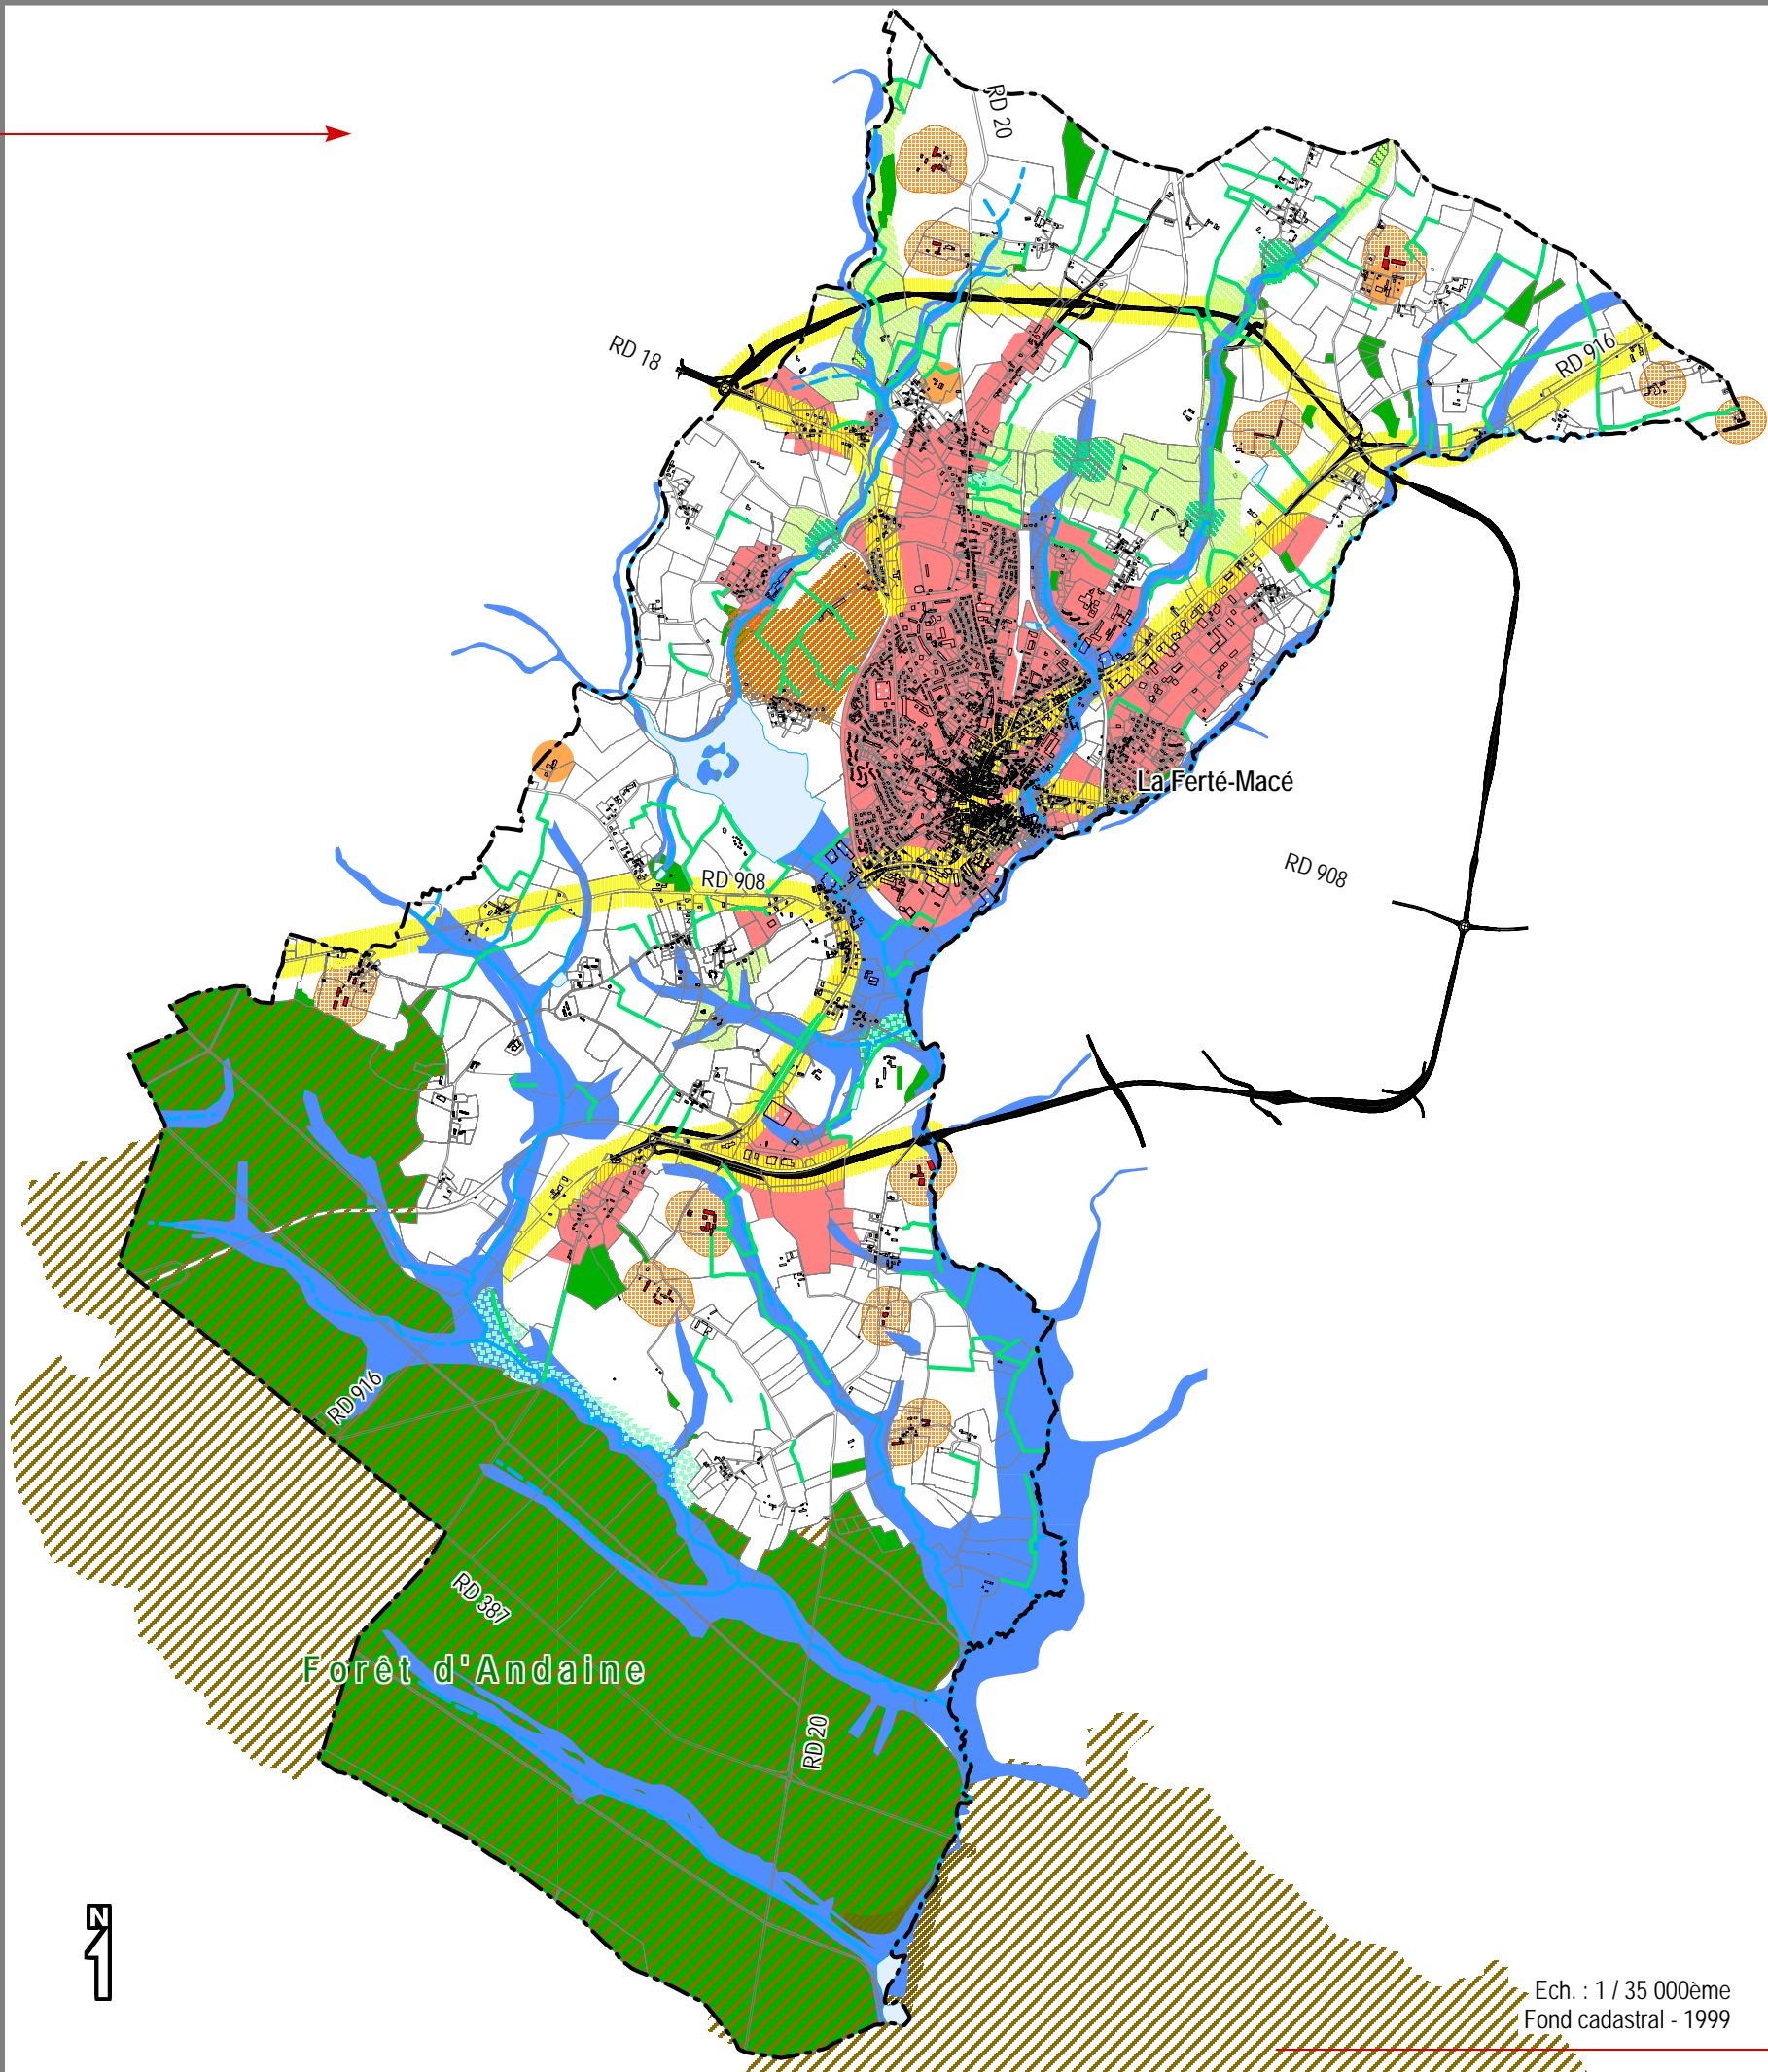 RD 20
RD 18
RD 916
La Ferté-Macé
RD 908
RD 908
RD 916
RD 387
Forêt d'Andaine
RD 20
N
Ech. : 1 / 35 000ème
Fond cadastral - 1999